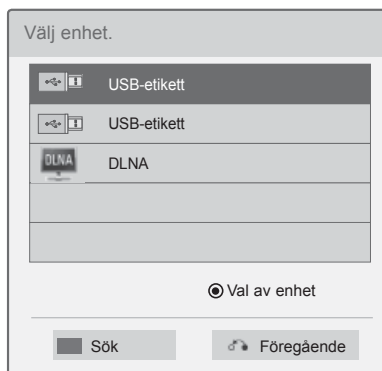 Välj enhet.
USB-etikett
USB-etikett
DLNA DLNA
Val av enhet
Sök Föregående